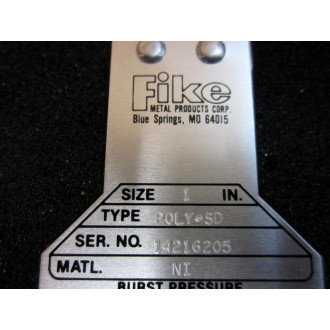 Fike
METAL PRODUCTS CORP.
Blue Springs, MO 64015
SIZE 1 IN.
TYPE POLY-SD
SER. NO. 14216205
MATL. NI
BURST PRESSURE